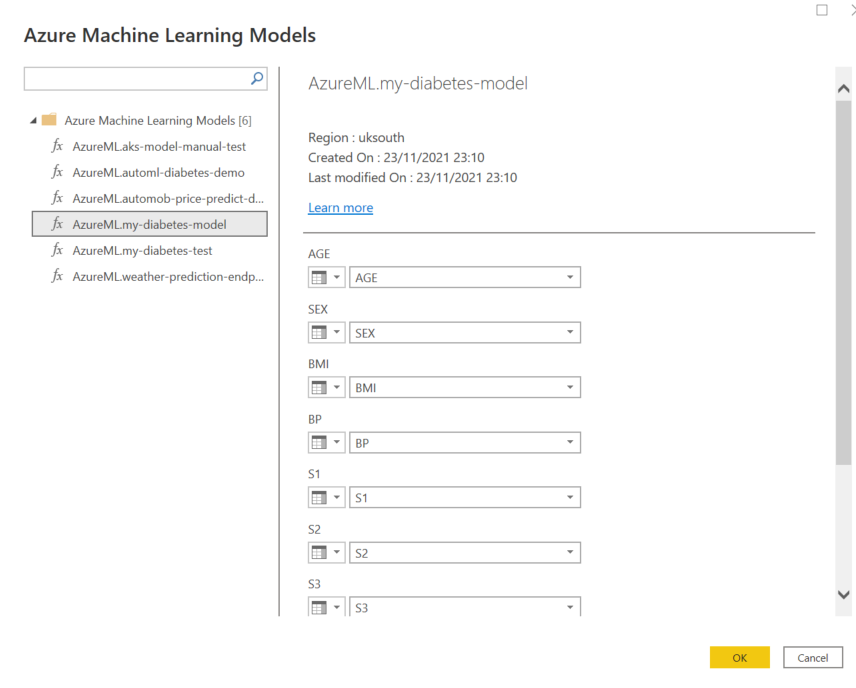 Azure Machine Learning Models
Azure Machine Learning Models [6]
fx AzureML.aks-model-manual-test
fx AzureML.automl-diabetes-demo
fx AzureML.automob-price-predict-d...
fx AzureML.my-diabetes-model
fx AzureML.my-diabetes-test
fx AzureML.weather-prediction-endp...
AzureML.my-diabetes-model
Region : uksouth
Created On : 23/11/2021 23:10
Last modified On : 23/11/2021 23:10
Learn more
AGE
AGE
SEX
SEX
BMI
BMI
BP
BP
S1
S1
S2
S2
S3
S3
OK
Cancel